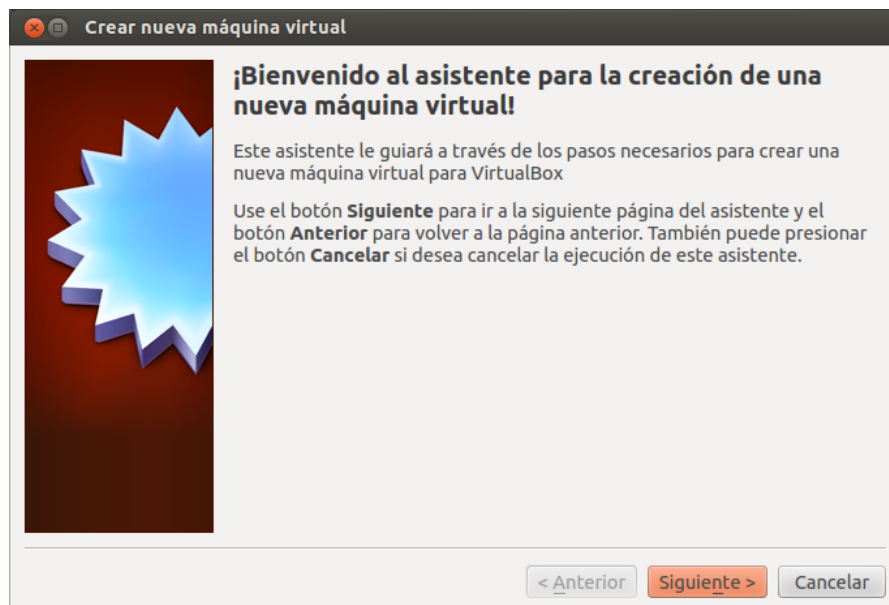 Crear nueva máquina virtual
¡Bienvenido al asistente para la creación de una
nueva máquina virtual!
Este asistente le guiará a través de los pasos necesarios para crear una
nueva máquina virtual para VirtualBox
Use el botón Siguiente para ir a la siguiente página del asistente y el
botón Anterior para volver a la página anterior. También puede presionar
el botón Cancelar si desea cancelar la ejecución de este asistente.
< Anterior Siguiente > Cancelar